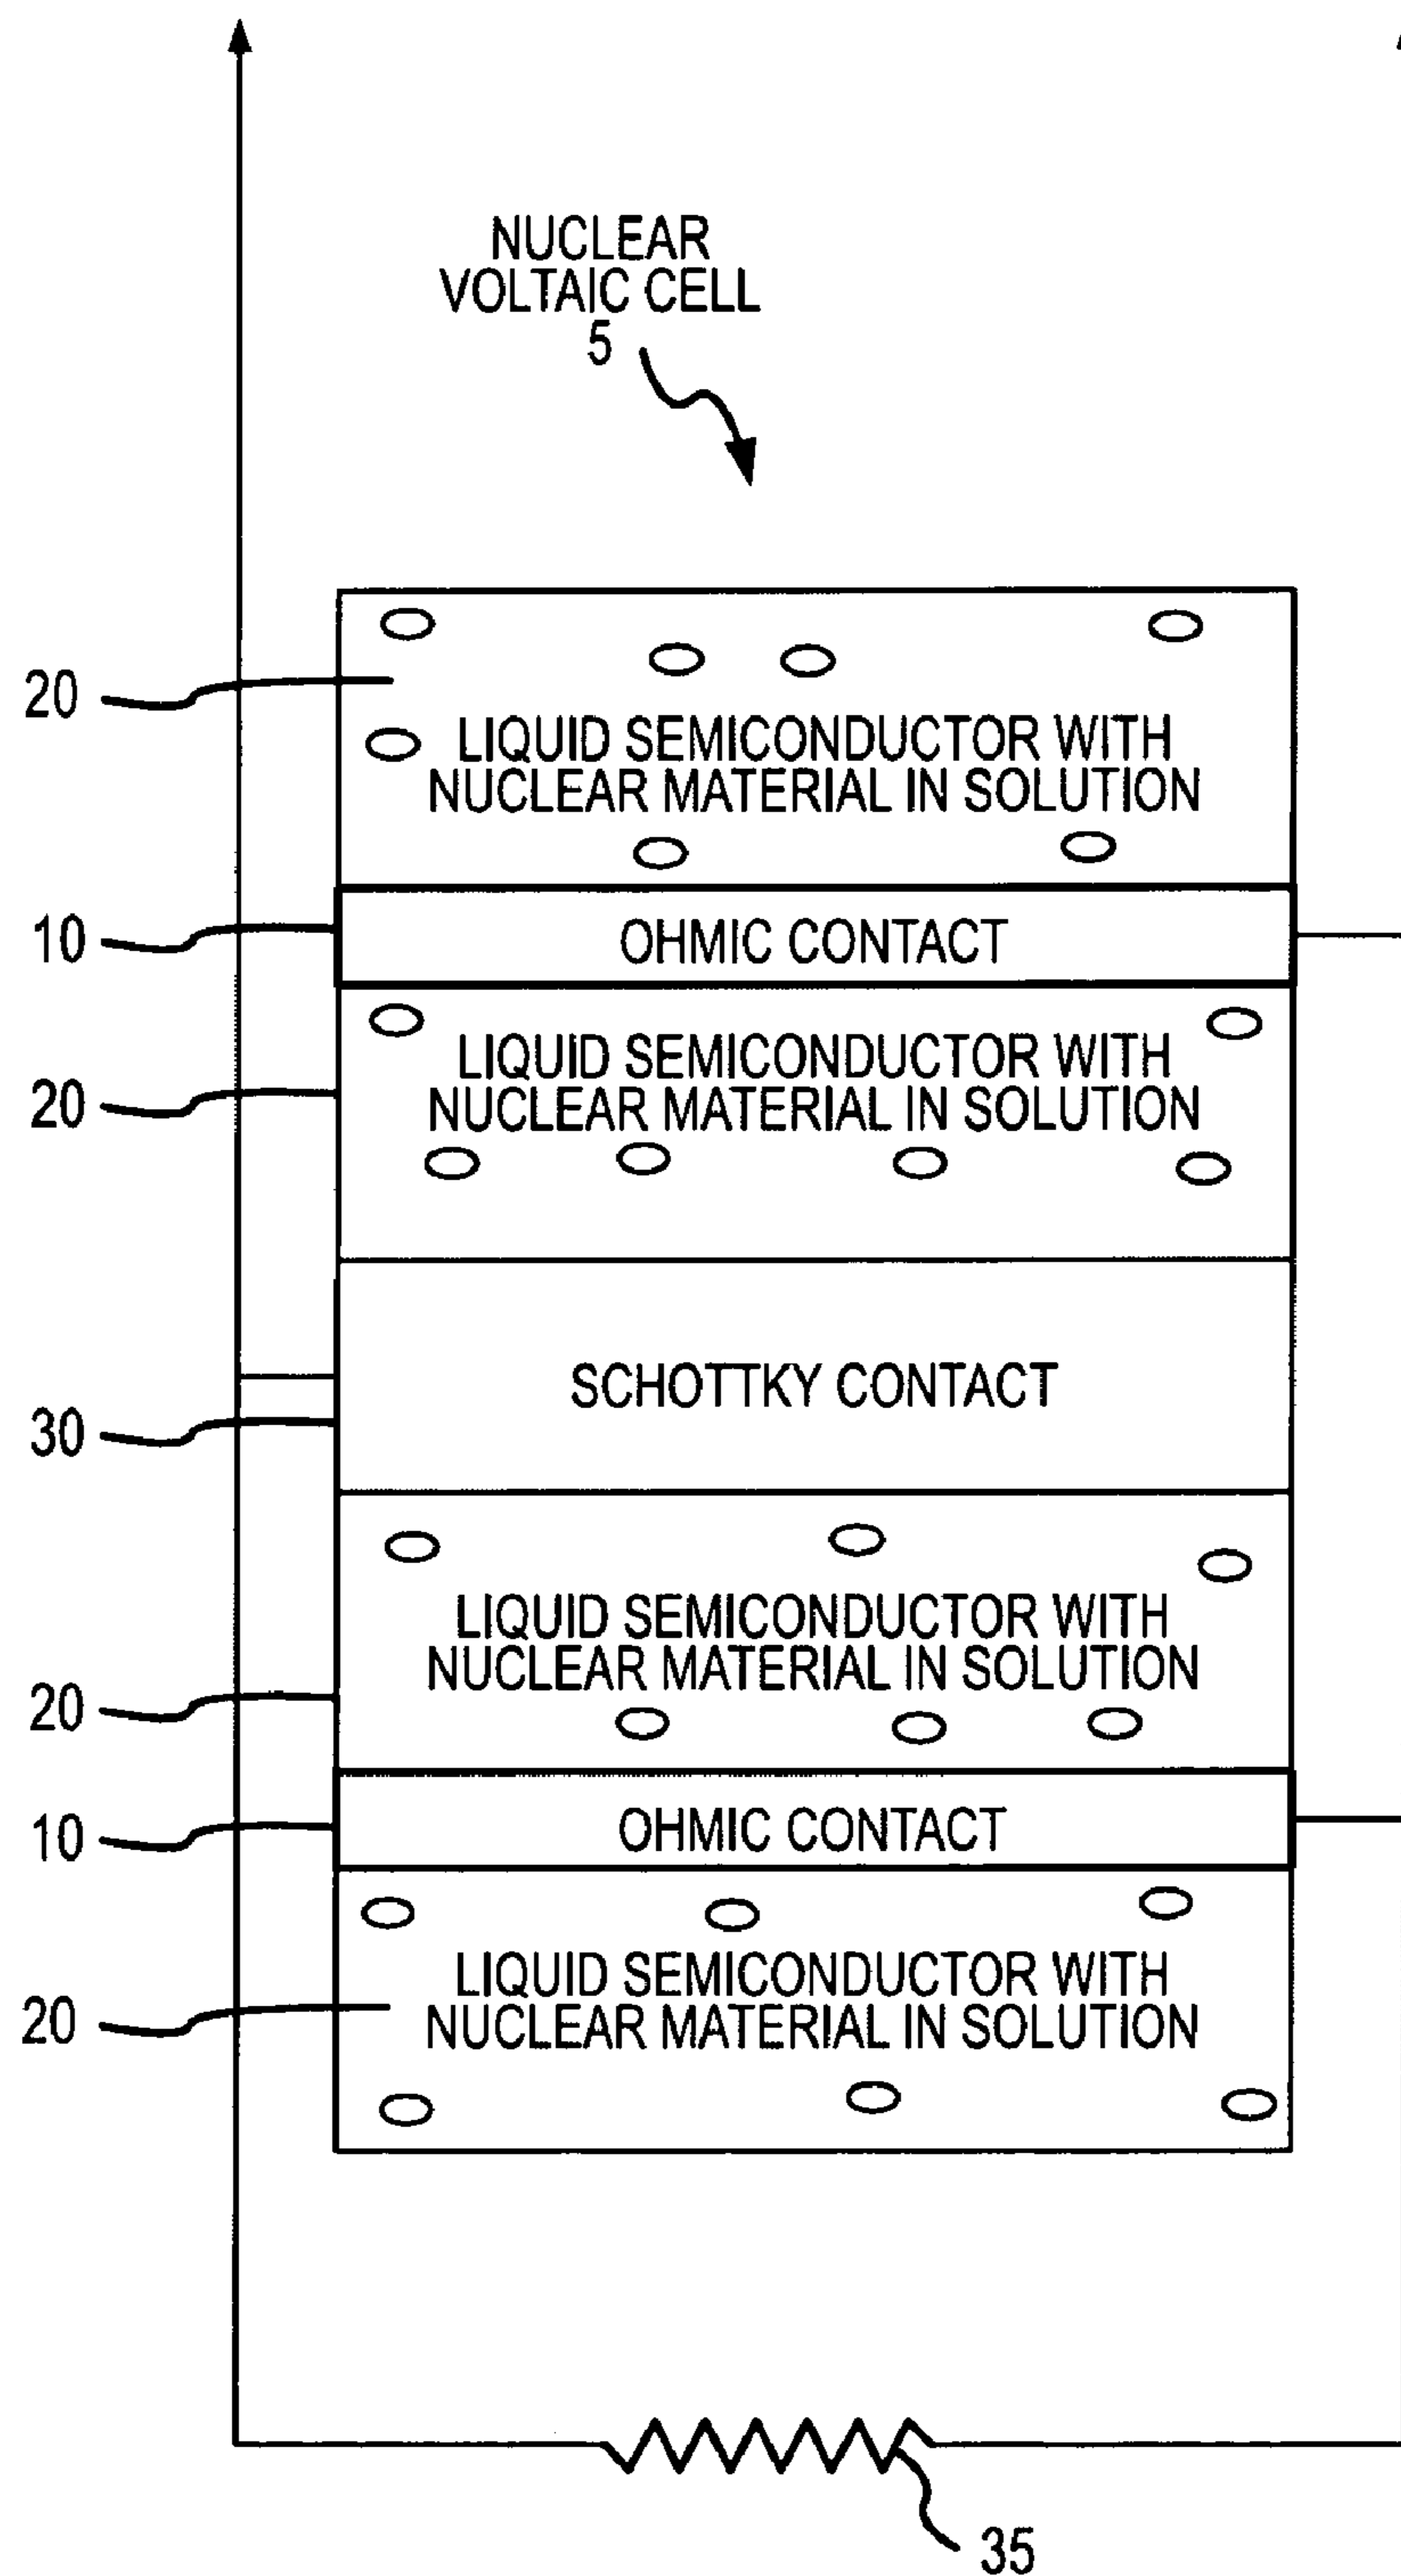 NUCLEAR
VOLTAIC CELL
5
20
LIQUID SEMICONDUCTOR WITH
NUCLEAR MATERIAL IN SOLUTION
10
OHMIC CONTACT
20
LIQUID SEMICONDUCTOR WITH
NUCLEAR MATERIAL IN SOLUTION
SCHOTTKY CONTACT
30
LIQUID SEMICONDUCTOR WITH
NUCLEAR MATERIAL IN SOLUTION
20
10
OHMIC CONTACT
LIQUID SEMICONDUCTOR WITH
NUCLEAR MATERIAL IN SOLUTION
20
35